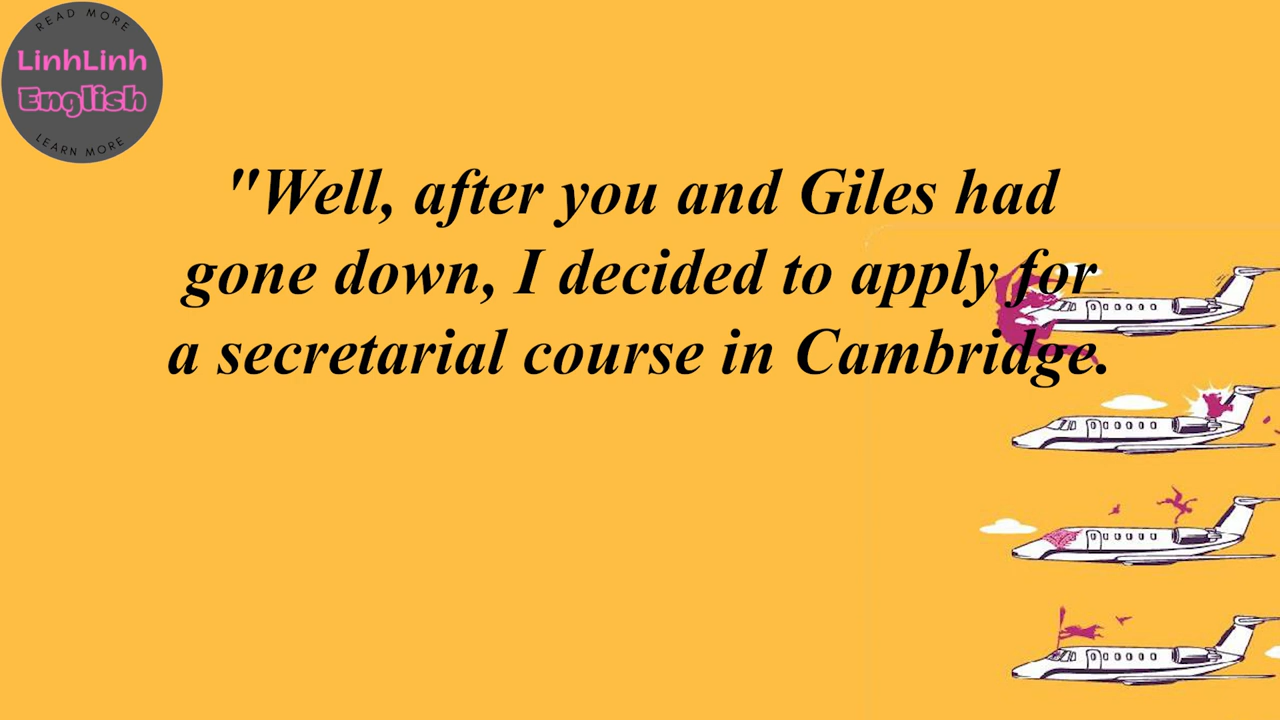 READ MORE
LinhLinh
English
LEARN MORE
"Well, after you and Giles had
gone down, I decided to apply for
a secretarial course in Cambridge.